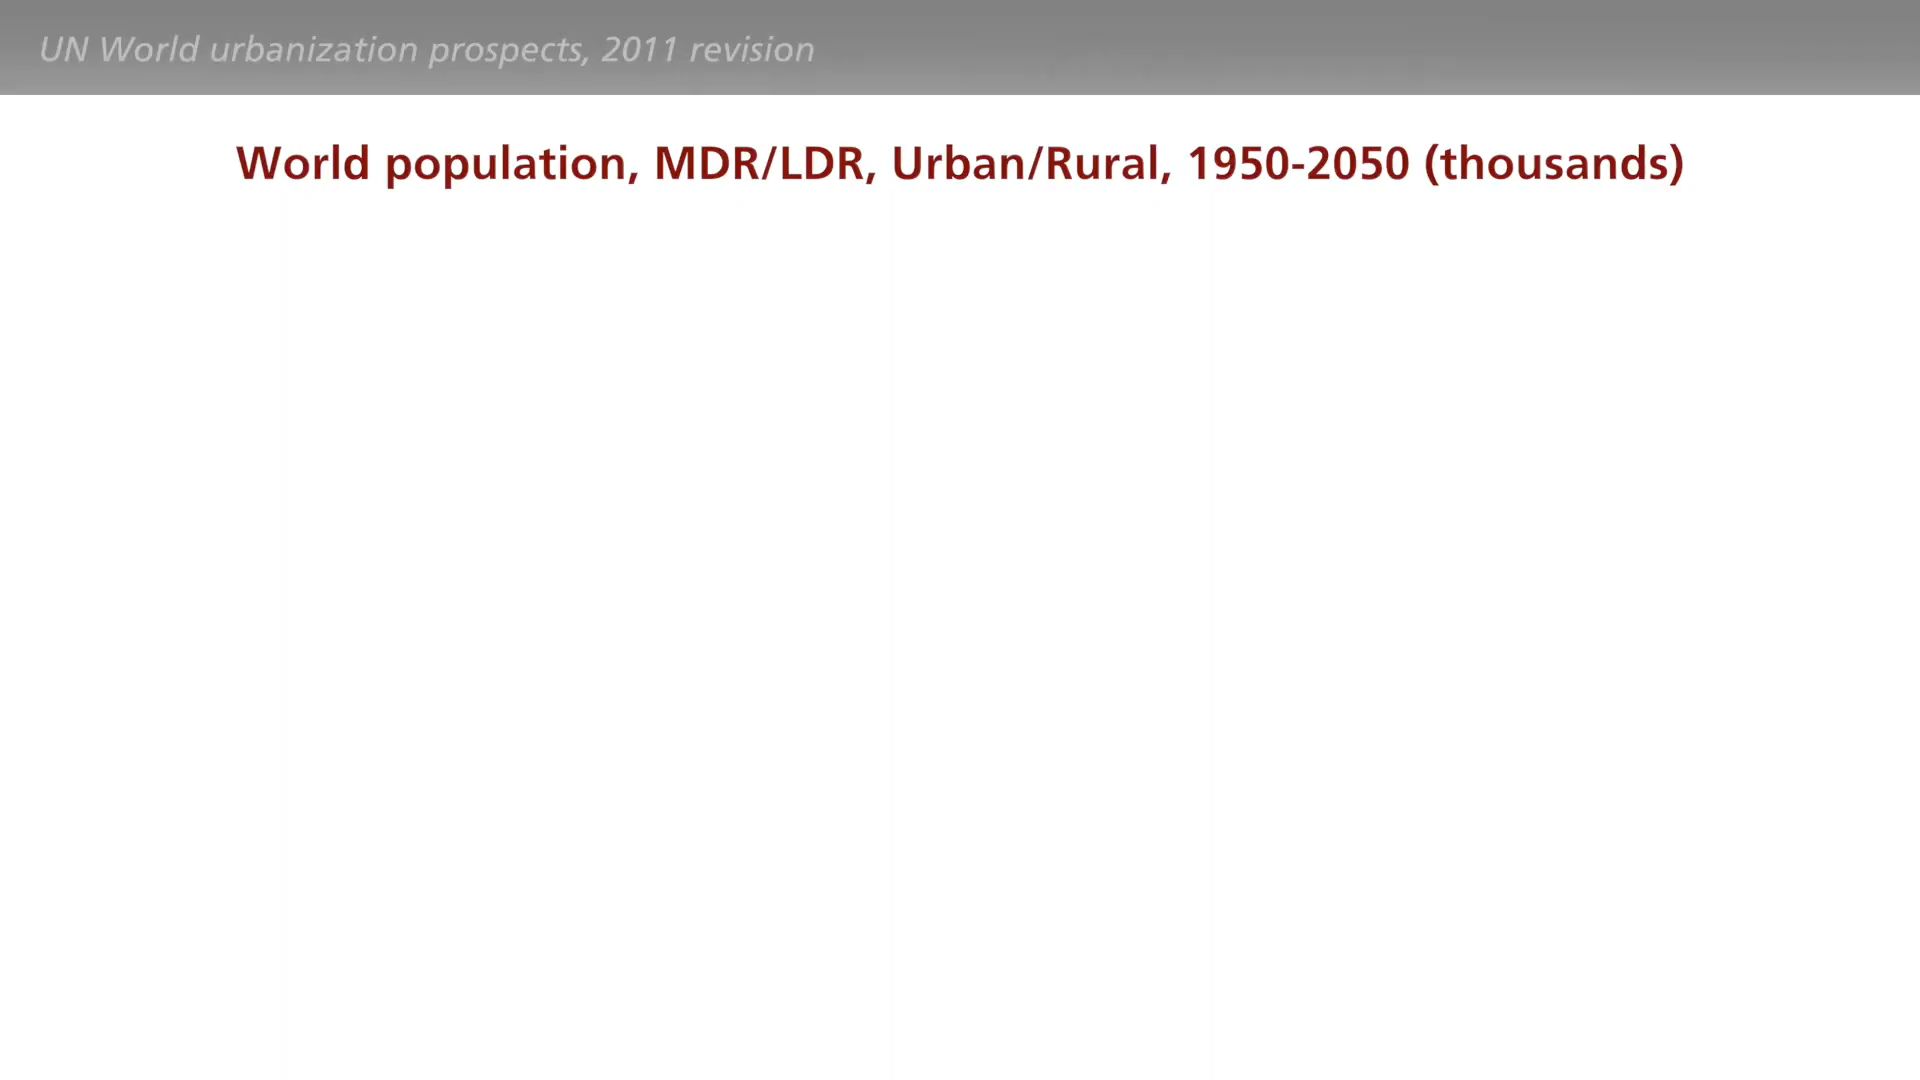 UN World urbanization prospects, 2011 revision
World population, MDR/LDR, Urban/Rural, 1950-2050 (thousands)